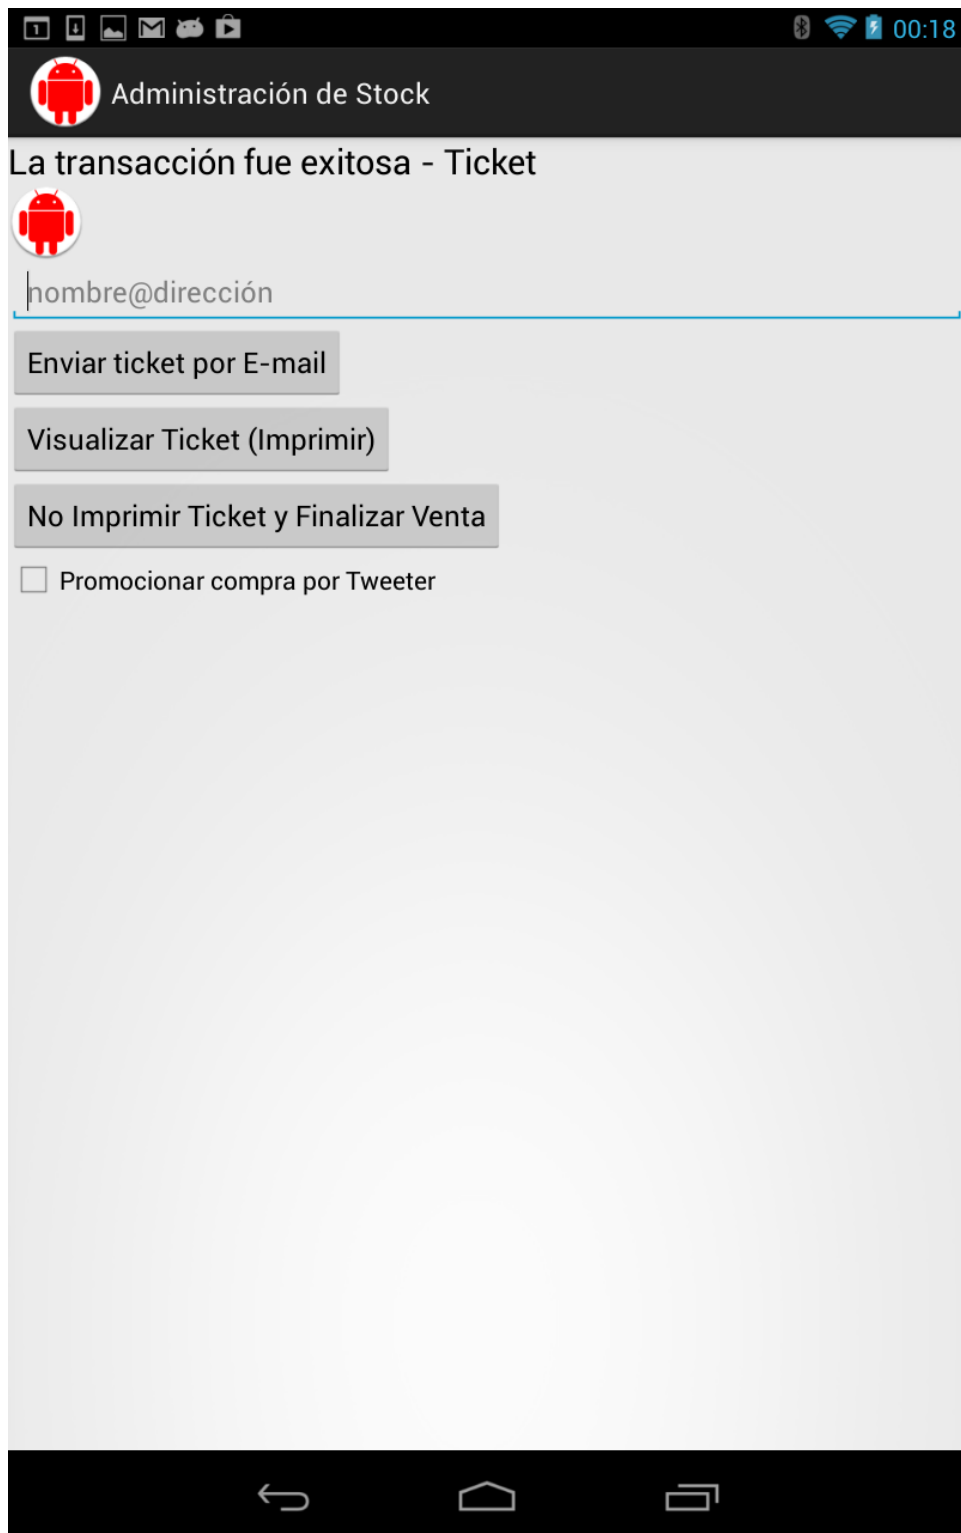 1
00:18
Administración de Stock
La transacción fue exitosa - Ticket
nombre@dirección
Enviar ticket por E-mail
Visualizar Ticket (Imprimir)
No Imprimir Ticket y Finalizar Venta
Promocionar compra por Tweeter